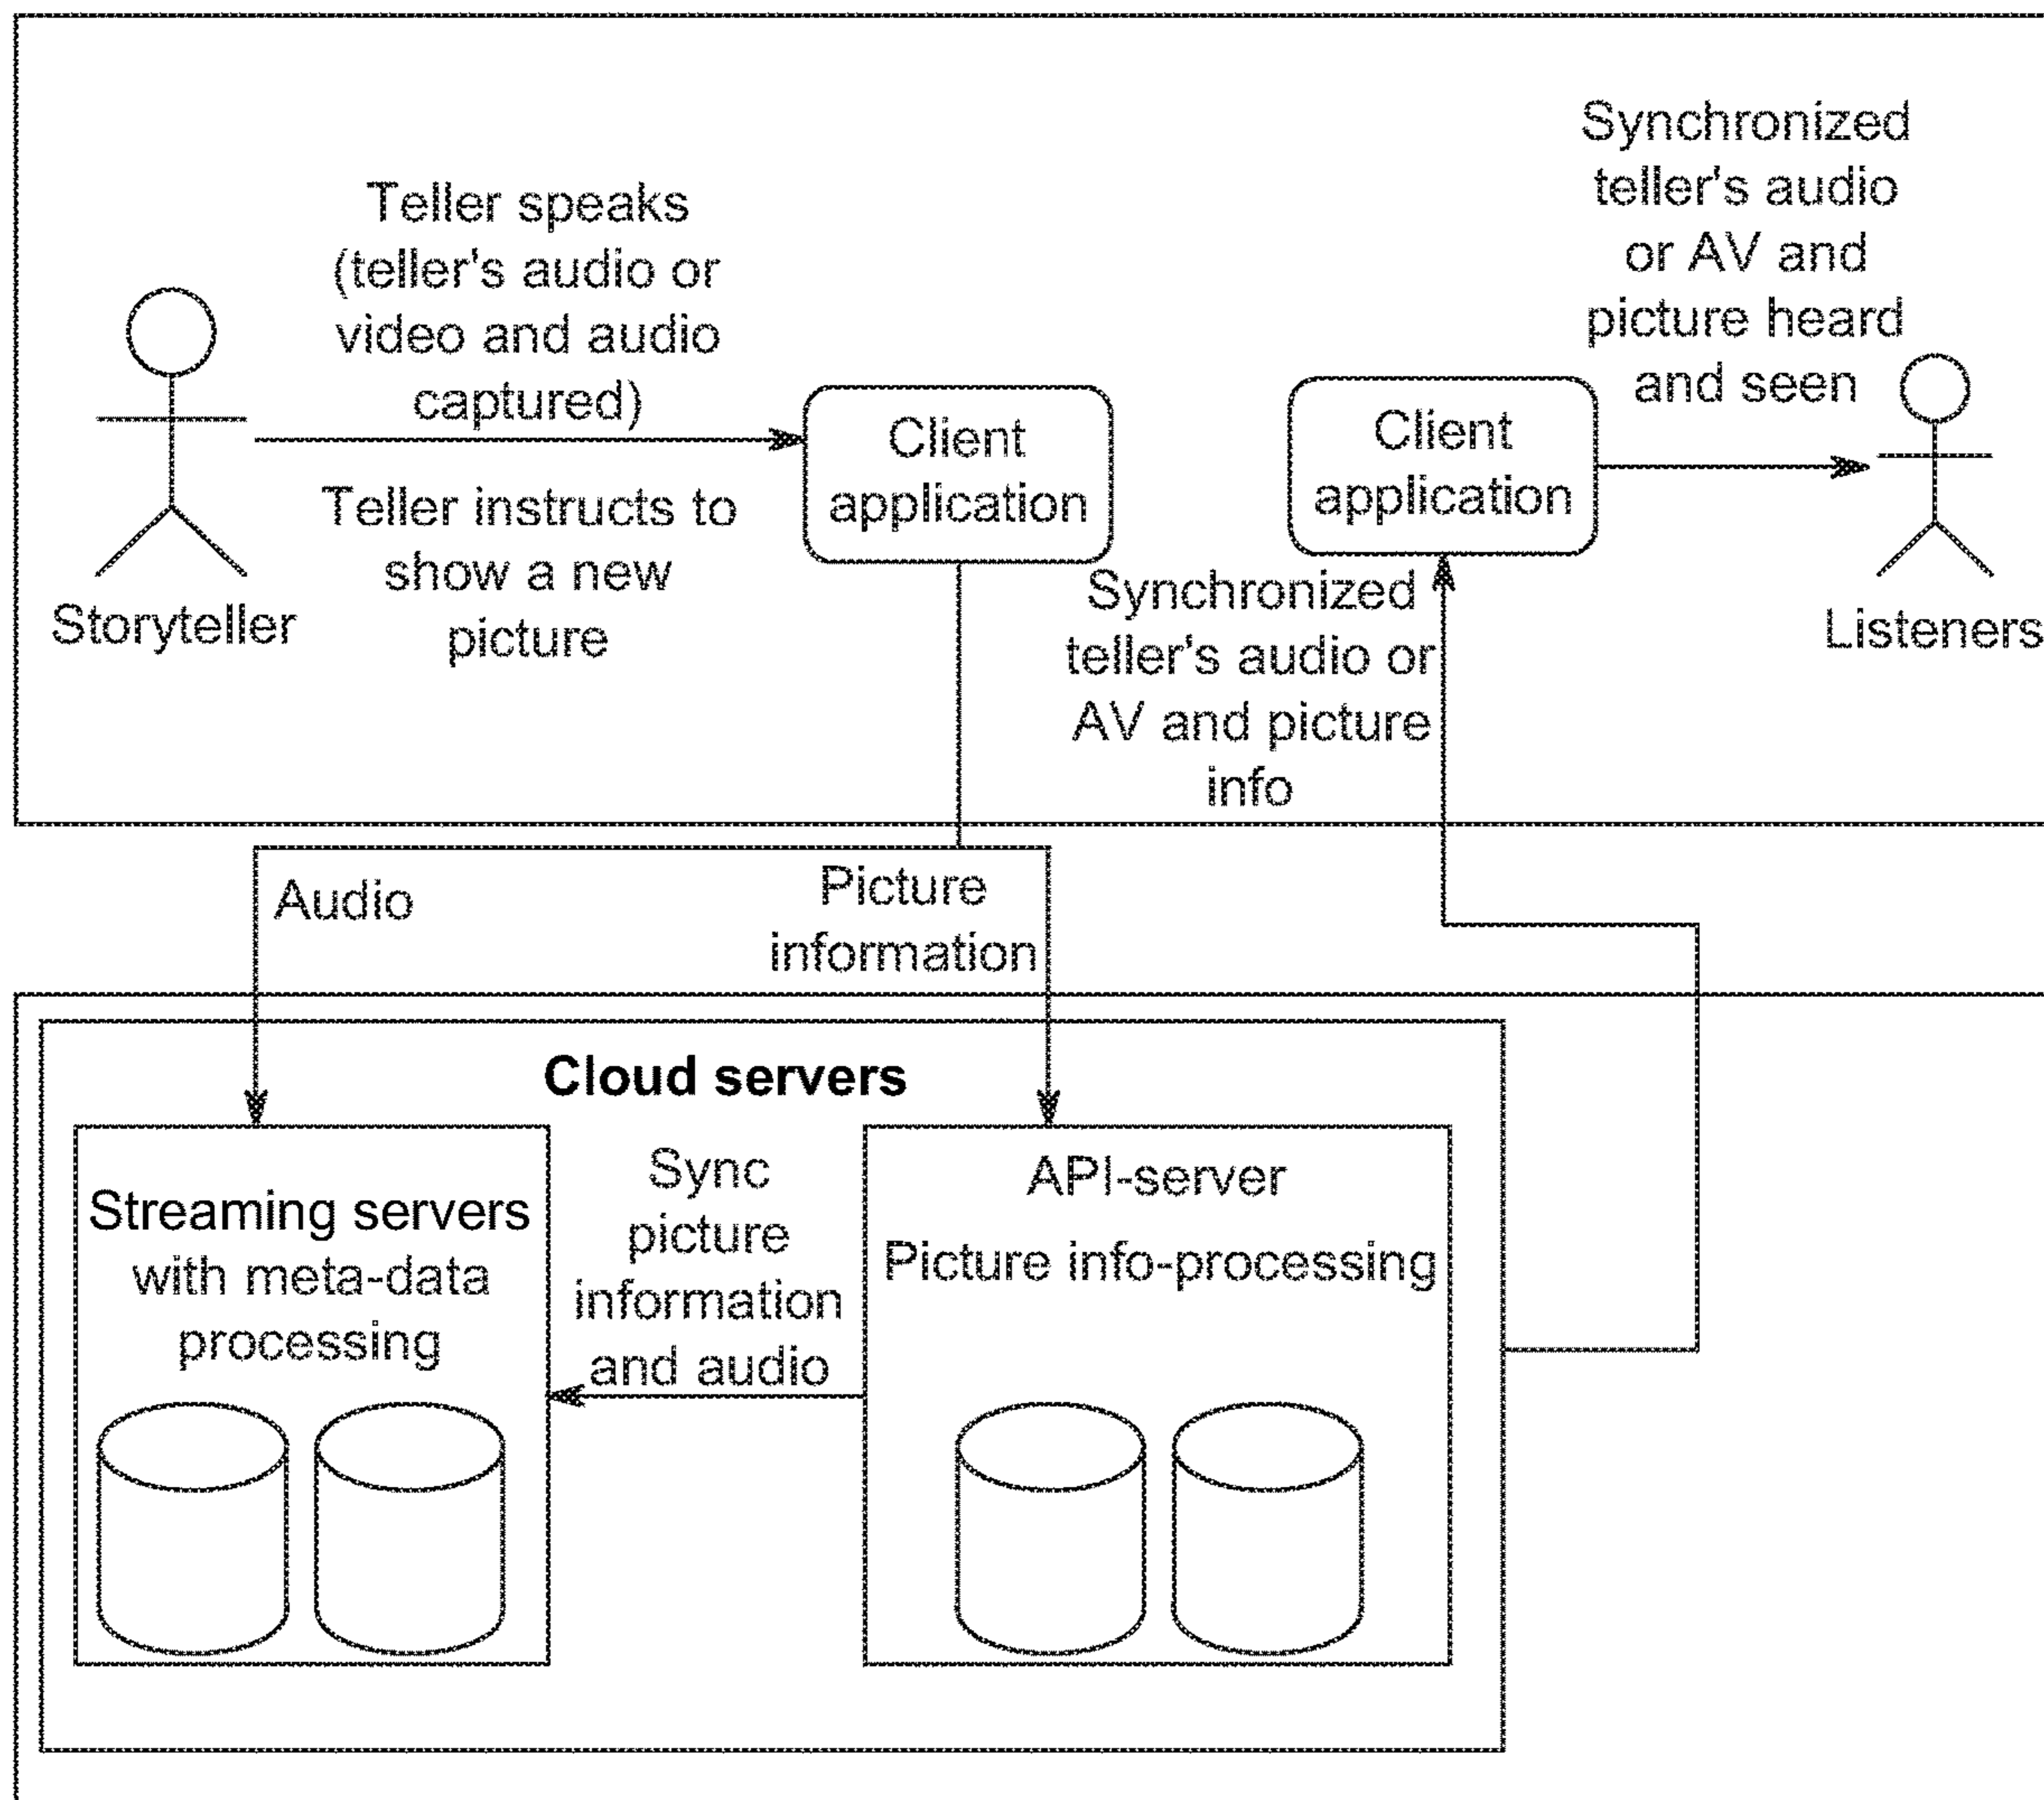 Teller speaks
(teller's audio or
video and audio
captured)
Teller instructs to
show a new
picture
Storyteller
Client
application
Client
application
Synchronized
teller's audio
or AV and
picture heard
and seen
Listeners
Synchronized
teller's audio or
AV and picture
info
Audio
Picture
information
Cloud servers
Streaming servers
with meta-data
processing
Sync
picture
information
and audio
API-server
Picture info-processing